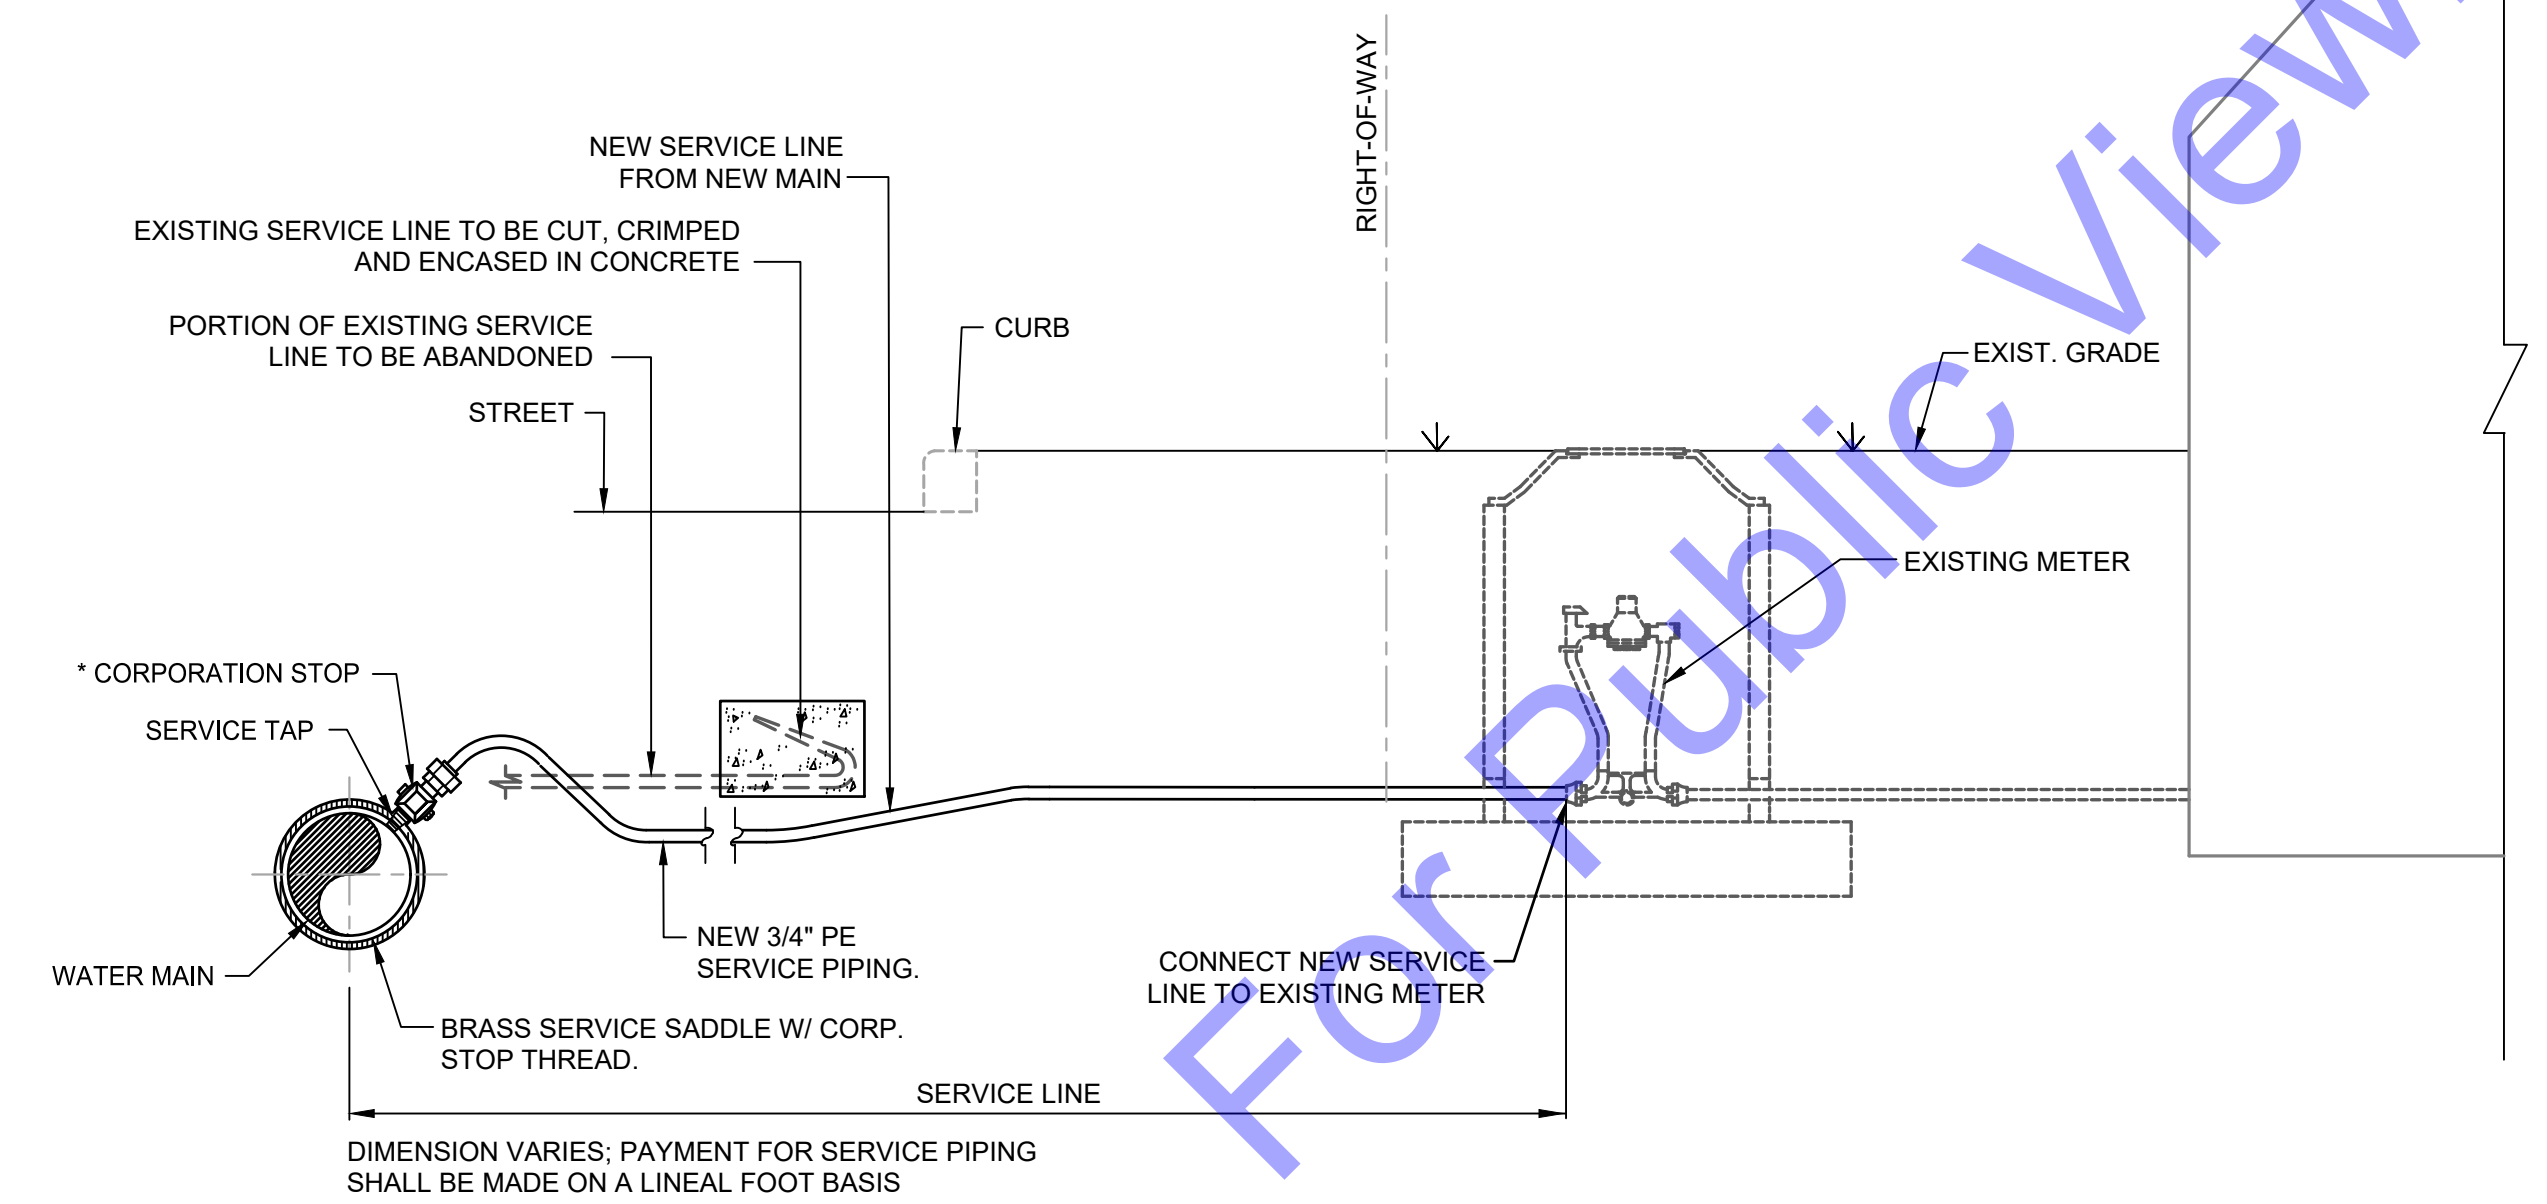 RIGHT-OF-WAY
NEW SERVICE LINE
FROM NEW MAIN
EXISTING SERVICE LINE TO BE CUT, CRIMPED
AND ENCASED IN CONCRETE
PORTION OF EXISTING SERVICE
LINE TO BE ABANDONED
CURB
EXIST. GRADE
STREET
EXISTING METER
* CORPORATION STOP
SERVICE TAP
NEW 3/4" PE
SERVICE PIPING.
WATER MAIN
CONNECT NEW SERVICE
LINE TO EXISTING METER
BRASS SERVICE SADDLE W/ CORP.
STOP THREAD.
SERVICE LINE
DIMENSION VARIES; PAYMENT FOR SERVICE PIPING
SHALL BE MADE ON A LINEAL FOOT BASIS
For Public View